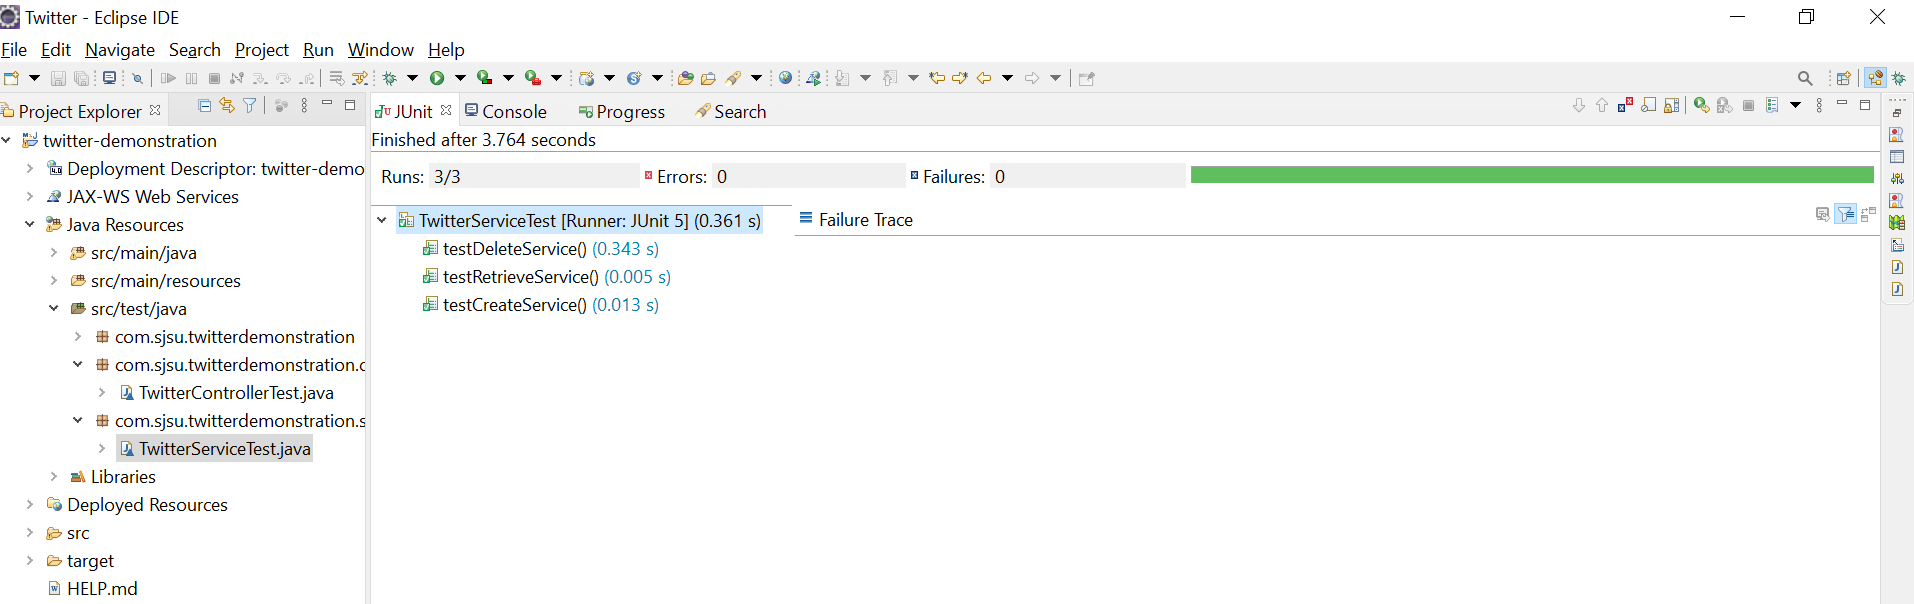 Twitter - Eclipse IDE
File Edit Navigate Search Project Run Window Help
Project Explorer
twitter-demonstration
Deployment Descriptor: twitter-demo
JAX-WS Web Services
Java Resources
src/main/java
src/main/resources
src/test/java
com.sjsu.twitterdemonstration
com.sjsu.twitterdemonstration.c
TwitterControllerTest.java
com.sjsu.twitterdemonstration.s
TwitterServiceTest.java
Libraries
Deployed Resources
src
target
HELP.md
JUnit Console Progress Search
Finished after 3.764 seconds
Runs: 3/3 Errors: 0 Failures: 0
TwitterServiceTest [Runner: JUnit 5] (0.361 s)
testDeleteService() (0.343 s)
testRetrieveService() (0.005 s)
testCreateService() (0.013 s)
Failure Trace